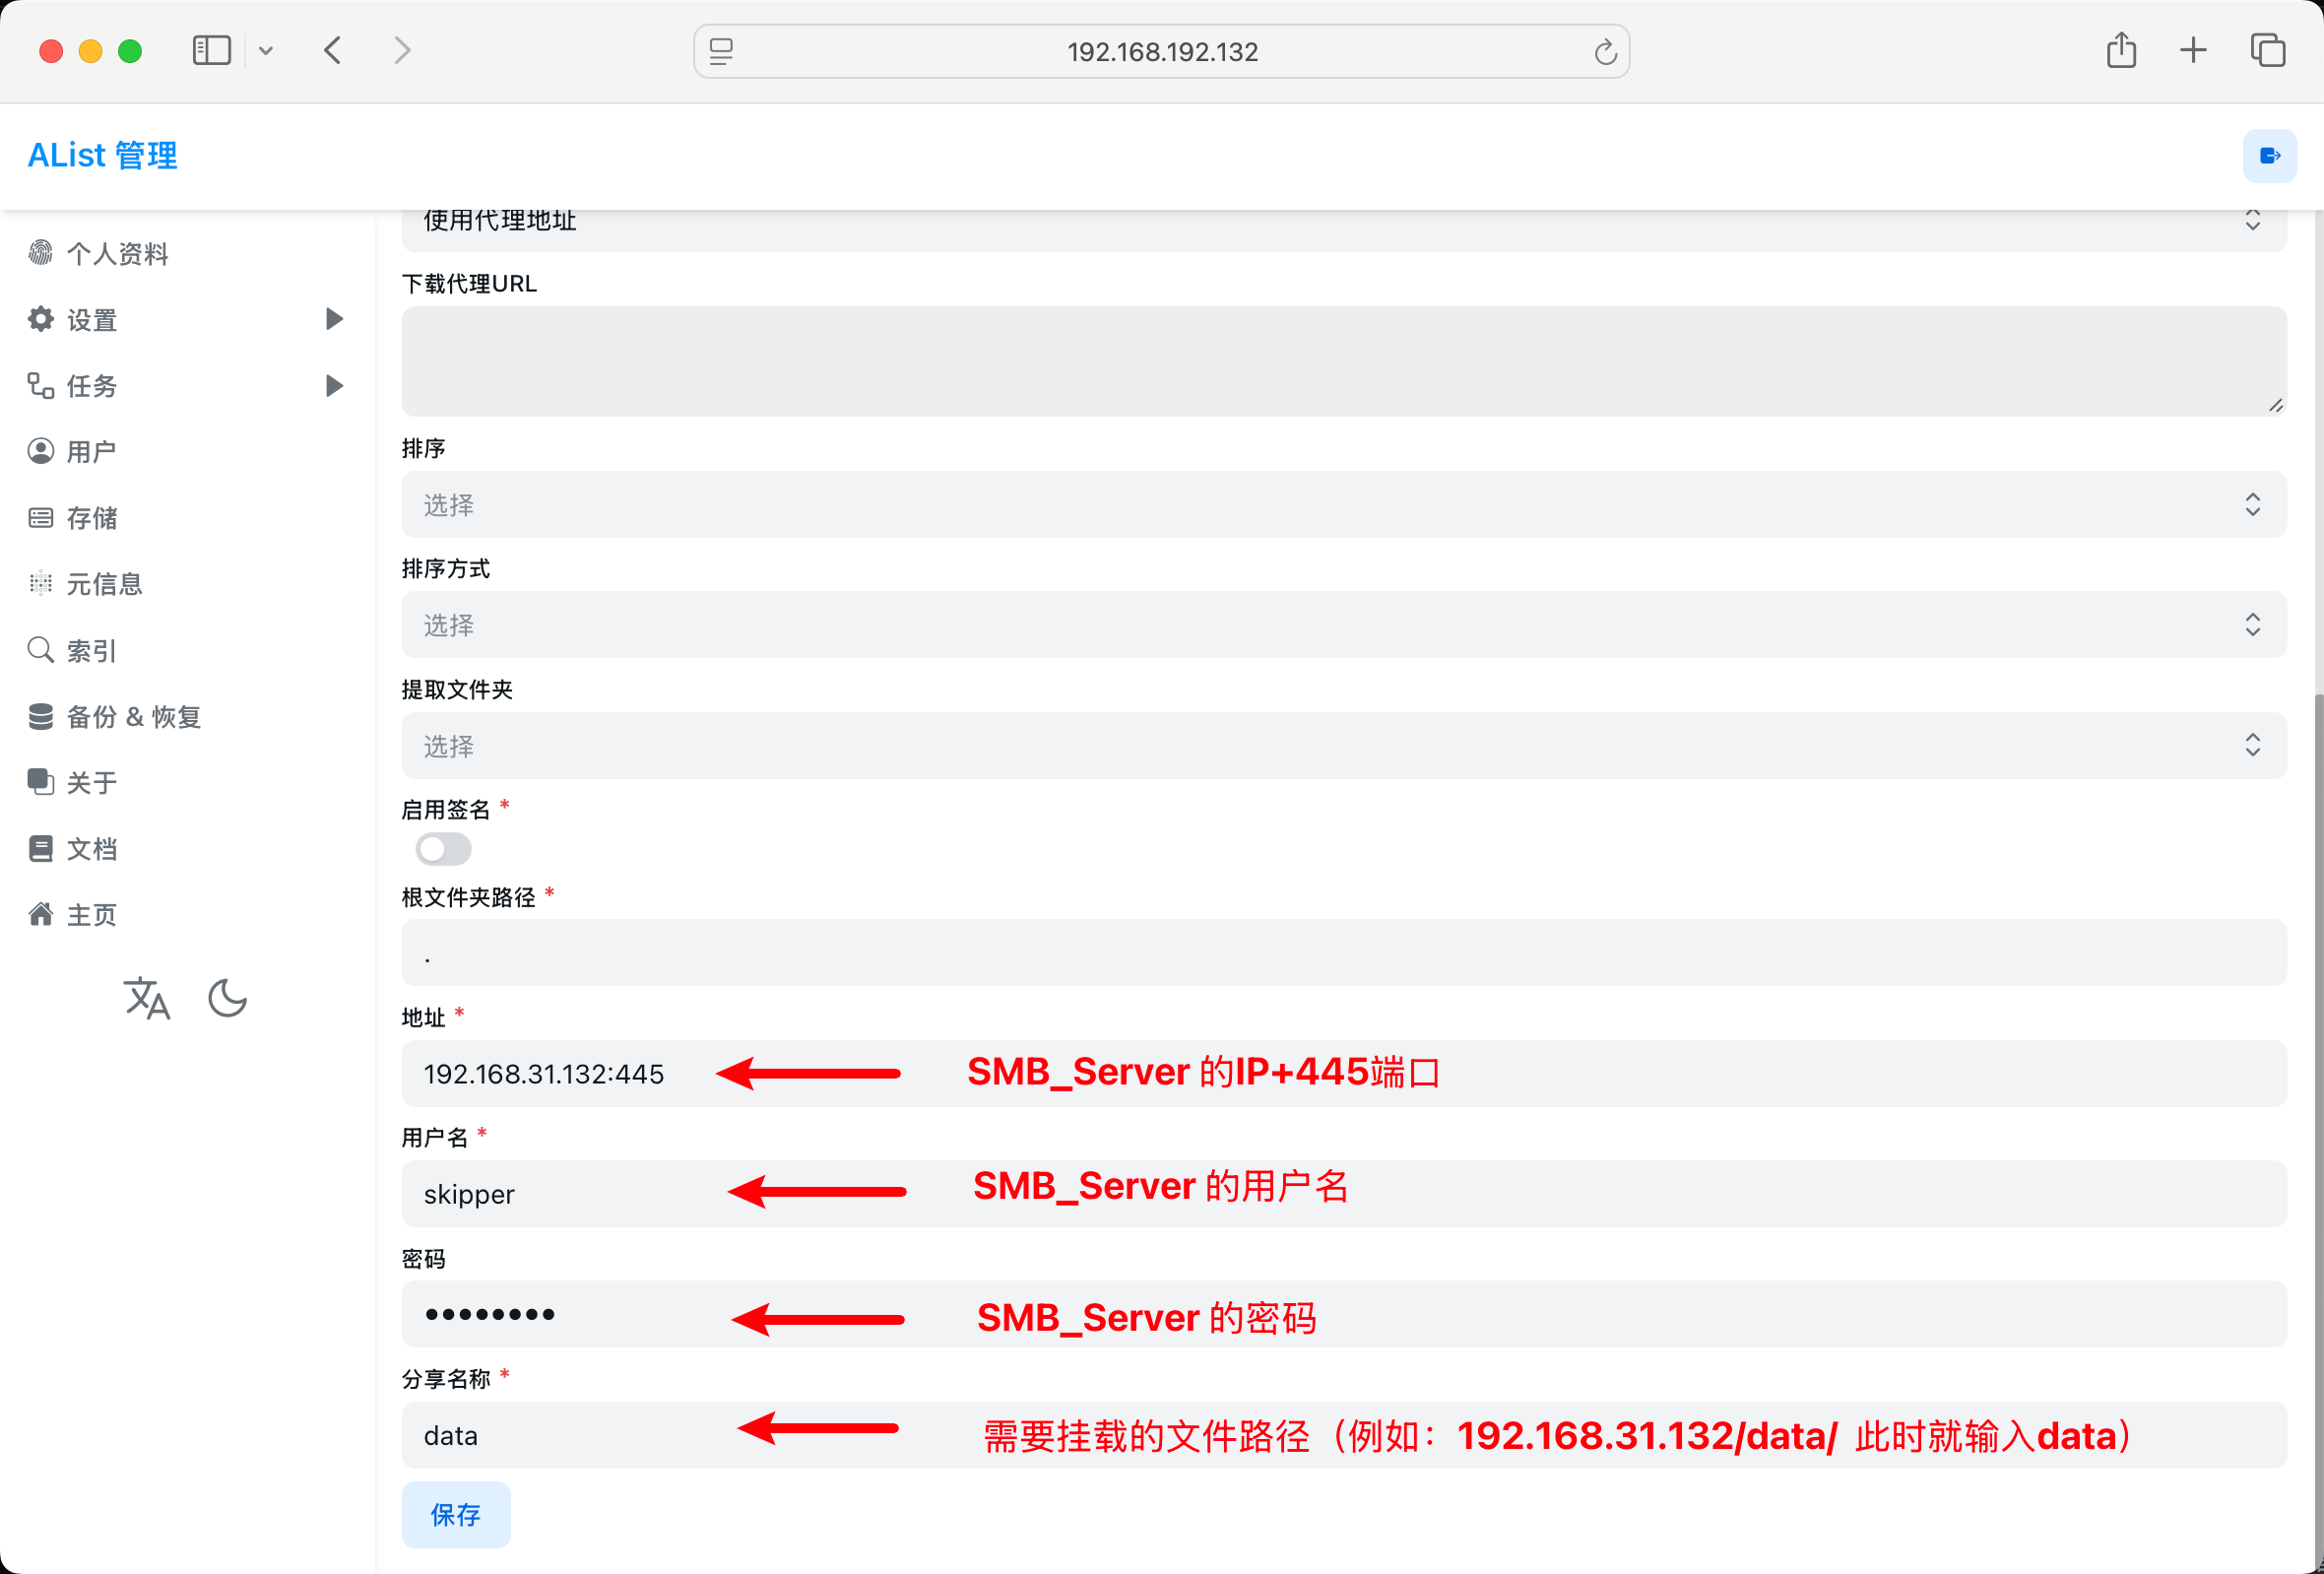 192.168.192.132
AList 管理
个人资料
设置
任务
用户
存储
元信息
索引
备份 & 恢复
关于
文档
主页
使用代理地址
下载代理URL
排序
选择
排序方式
选择
提取文件夹
选择
启用签名 *
根文件夹路径 *
.
地址 *
192.168.31.132:445 SMB_Server 的IP+445端口
用户名 *
skipper SMB_Server 的用户名
密码
•••••••• SMB_Server 的密码
分享名称 *
data 需要挂载的文件路径（例如：192.168.31.132/data/ 此时就输入data）
保存